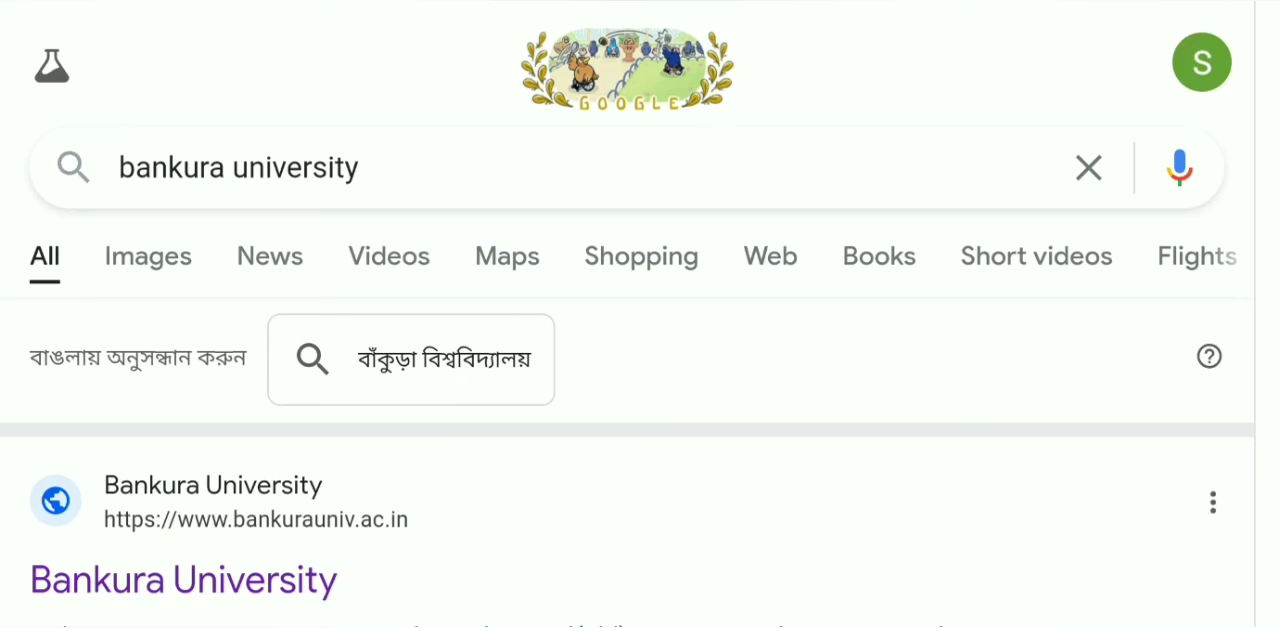 GOOGLE
S
bankura university
All Images News Videos Maps Shopping Web Books Short videos Flights
বাঙলায় অনুসন্ধান করুন বাঁকুড়া বিশ্ববিদ্যালয়
Bankura University
https://www.bankurauniv.ac.in
Bankura University